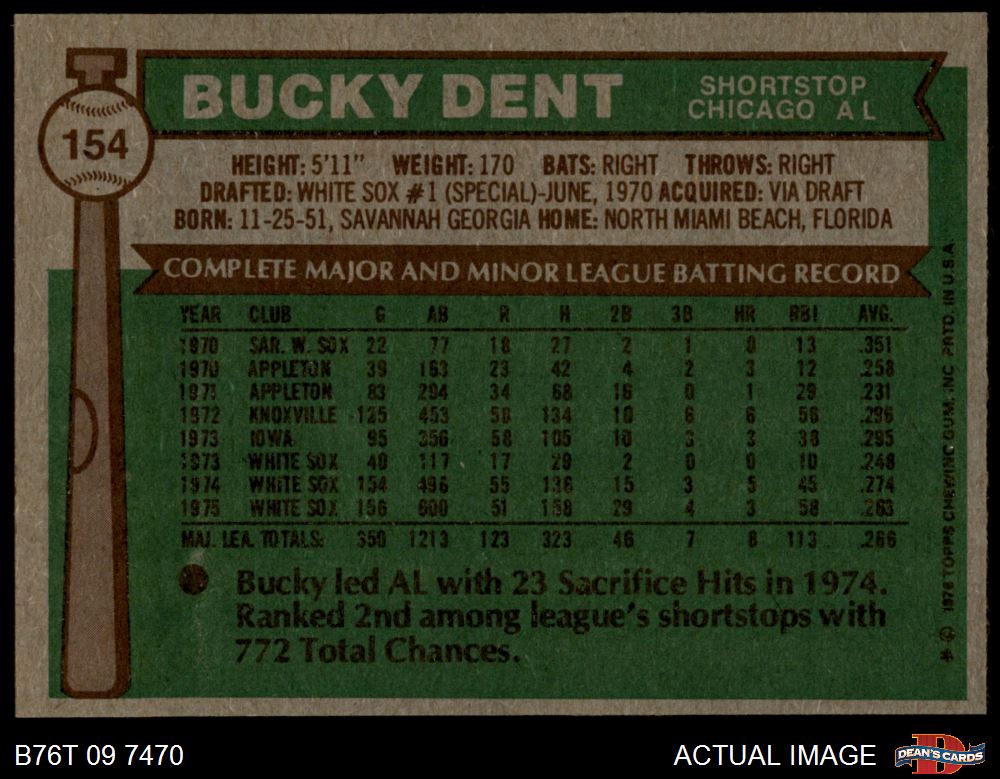 BUCKY DENT
SHORTSTOP
CHICAGO A L
154
HEIGHT: 5'11" WEIGHT: 170 BATS: RIGHT THROWS: RIGHT
DRAFTED: WHITE SOX #1 (SPECIAL)-JUNE, 1970 ACQUIRED: VIA DRAFT
BORN: 11-25-51, SAVANNAH GEORGIA HOME: NORTH MIAMI BEACH, FLORIDA
COMPLETE MAJOR AND MINOR LEAGUE BATTING RECORD
YEAR CLUB G AB R H 2B 3B HR RBI AVG.
1970 SAR. W. SOX 22 77 18 27 2 1 0 13 .351
1970 APPLETON 39 163 23 42 4 2 3 12 .258
1971 APPLETON 83 294 34 68 16 0 1 29 .231
1972 KNOXVILLE 125 453 50 134 10 6 6 56 .296
1973 IOWA 95 356 58 105 10 3 3 38 .295
1973 WHITE SOX 40 117 17 29 2 0 0 10 .248
1974 WHITE SOX 154 496 55 136 15 3 5 45 .274
1975 WHITE SOX 156 600 51 158 29 4 3 58 .263
MAJ. LEA. TOTALS: 350 1213 123 323 46 7 8 113 .266
Bucky led AL with 23 Sacrifice Hits in 1974.
Ranked 2nd among league's shortstops with
772 Total Chances.
* © 1976 TOPPS CHEWING GUM, INC. PRTD. IN U.S.A.
B76T 09 7470
ACTUAL IMAGE
DEAN'S CARDS